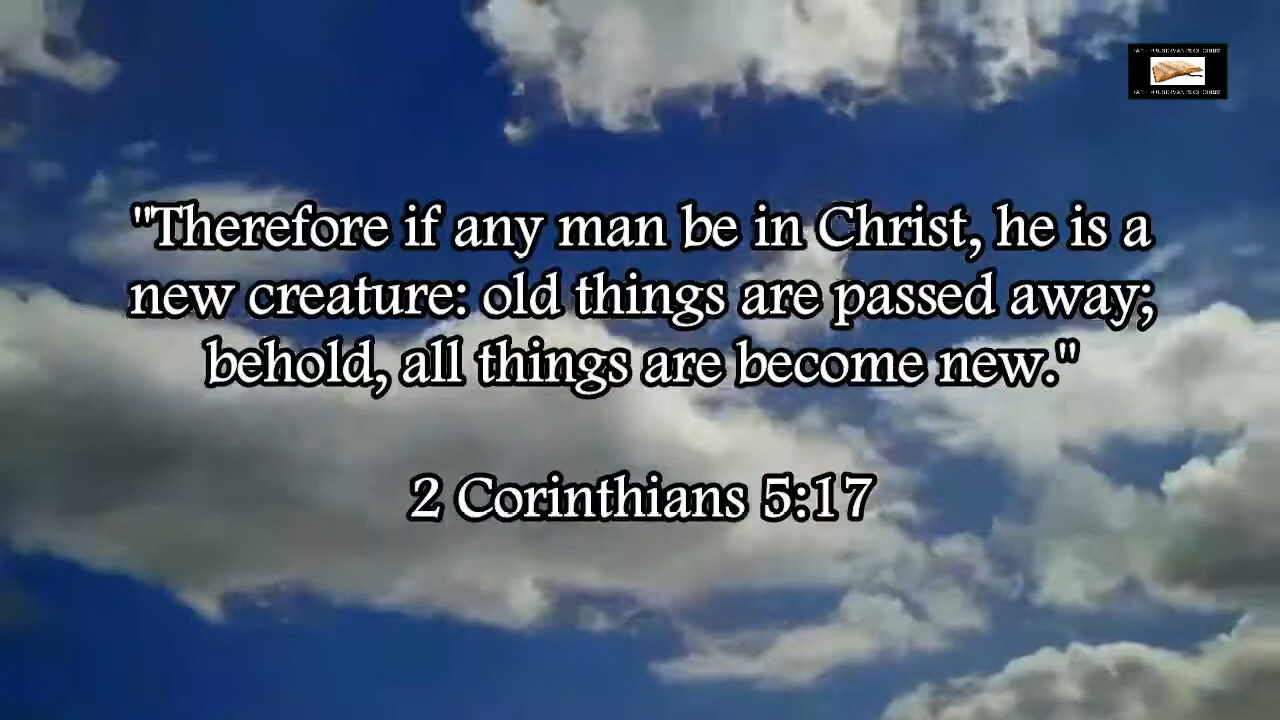 "Therefore if any man be in Christ, he is a
new creature: old things are passed away;
behold, all things are become new."
2 Corinthians 5:17